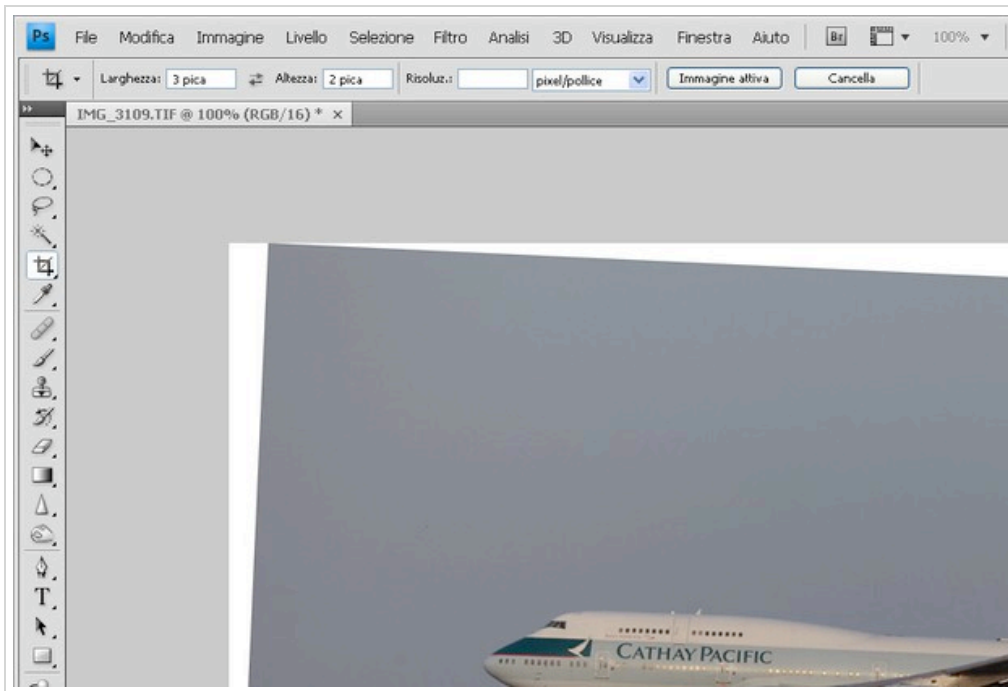 Ps File Modifica Immagine Livello Selezione Filtro Analisi 3D Visualizza Finestra Aiuto Br 100%
Larghezza: 3 pica Altezza: 2 pica Risoluz.: pixel/pollice Immagine attiva Cancella
IMG_3109.TIF @ 100% (RGB/16) * x
T
CATHAY PACIFIC